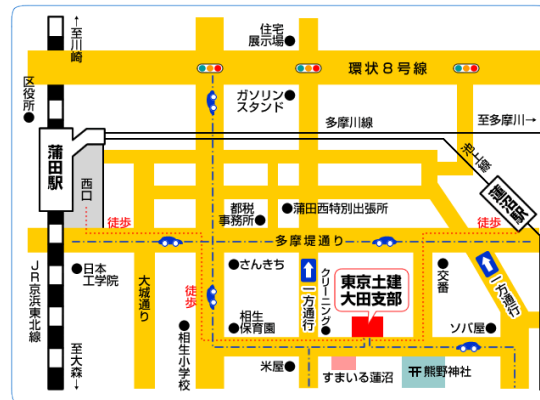 ↑至川崎
住宅
展示場
環状8号線
区役所
ガソリン
スタンド
多摩川線
至多摩川→
池上線
蒲田駅
西口
蓮沼駅
都税
事務所
蒲田西特別出張所
徒歩
徒歩
多摩堤通り
日本
工学院
大城通り
徒歩
さんきち
一方通行
クリーニング
東京土建
大田支部
交番
一方通行
JR京浜東北線
相生
保育園
相生小学校
ソバ屋
至大森→
米屋
すまいる蓮沼
熊野神社